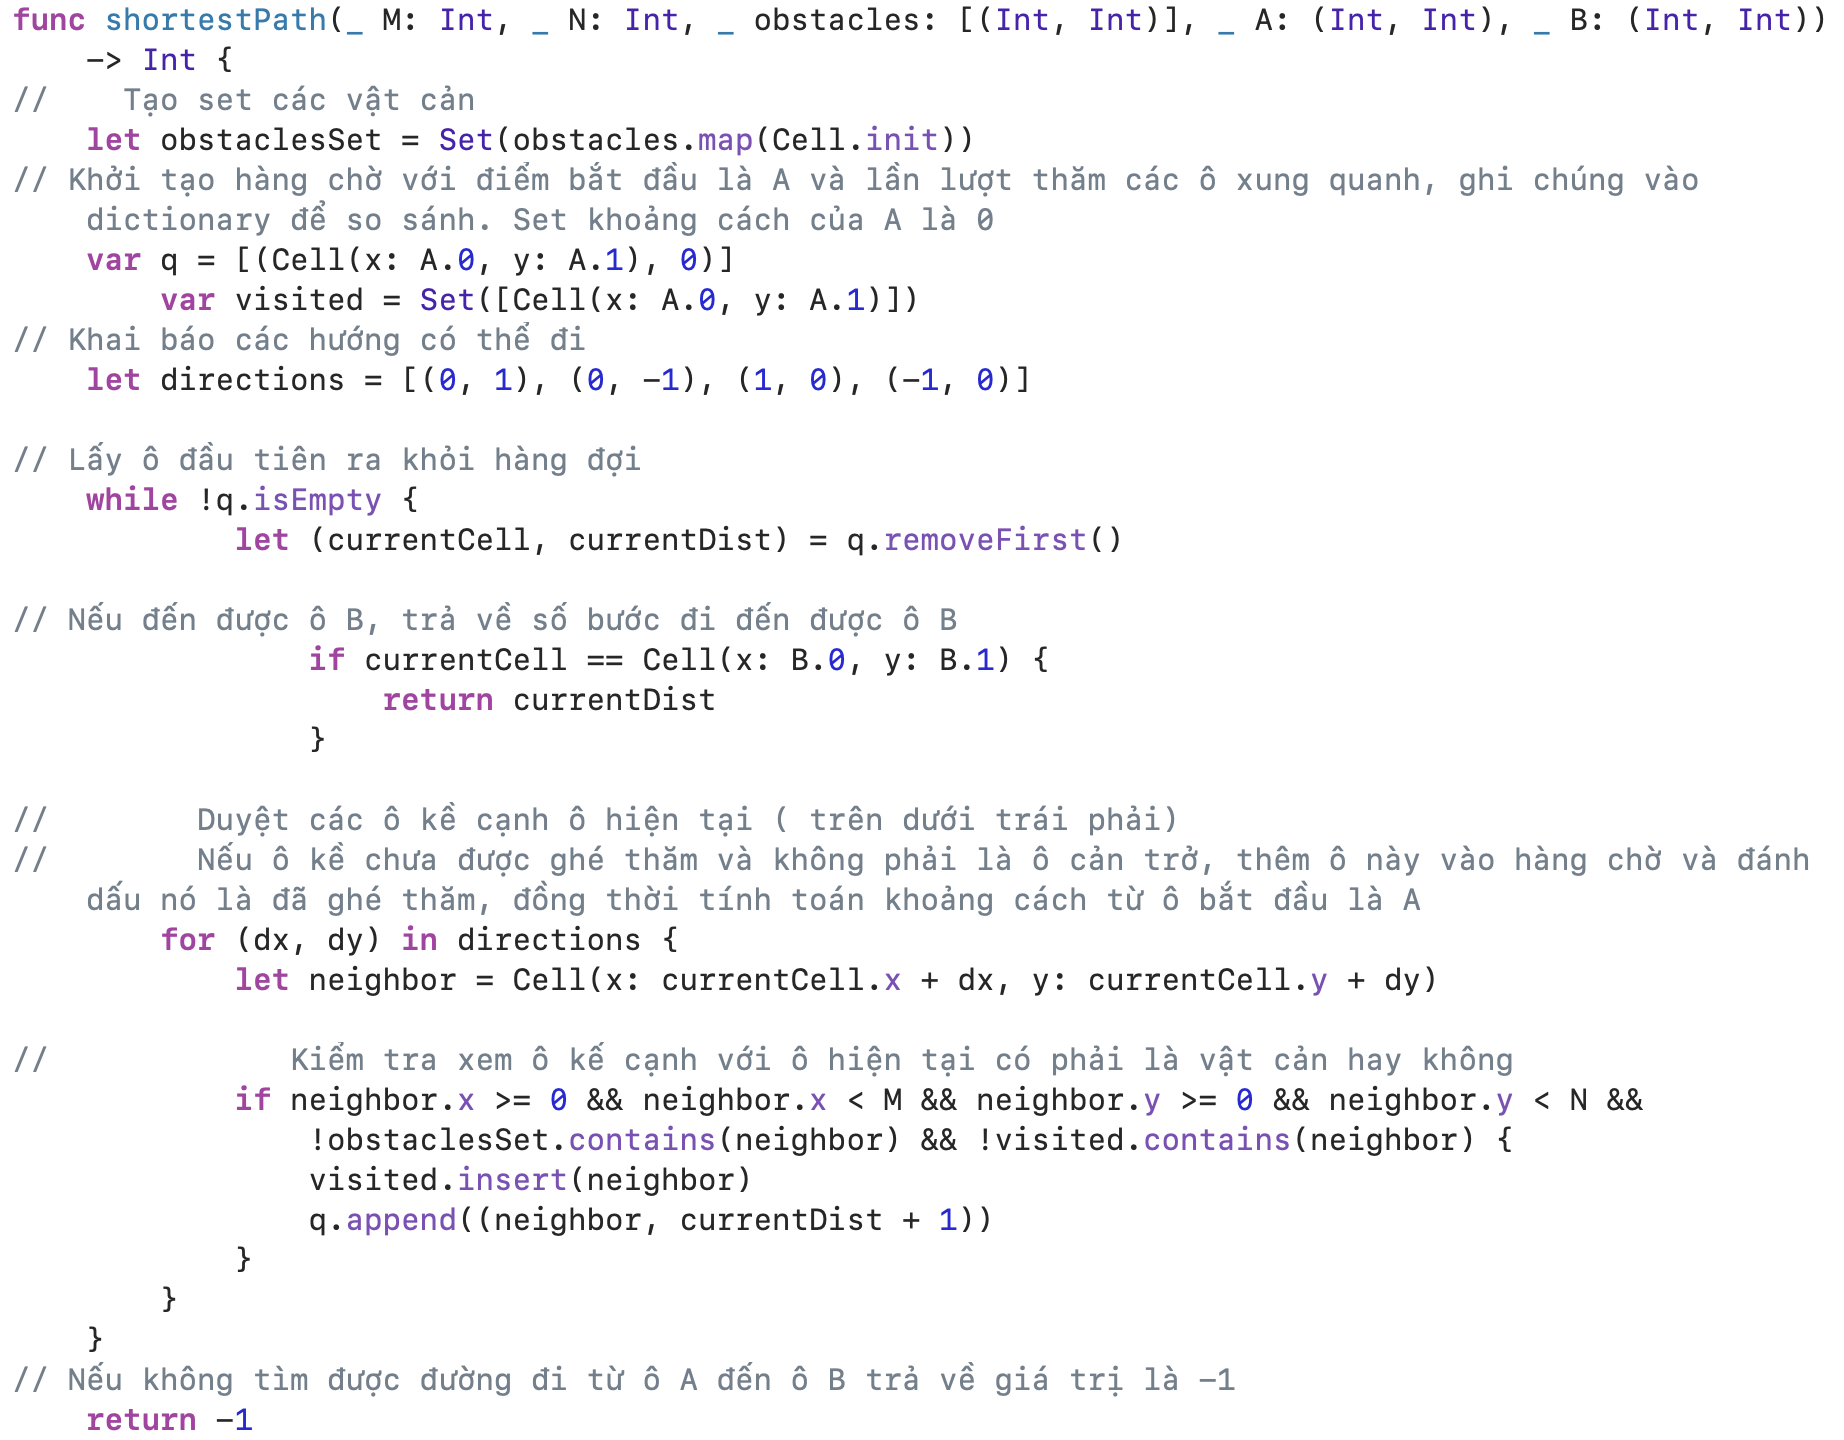 func shortestPath(_ M: Int, _ N: Int, _ obstacles: [(Int, Int)], _ A: (Int, Int), _ B: (Int, Int))
    -> Int {
//    Tạo set các vật cản
    let obstaclesSet = Set(obstacles.map(Cell.init))
// Khởi tạo hàng chờ với điểm bắt đầu là A và lần lượt thăm các ô xung quanh, ghi chúng vào
    dictionary để so sánh. Set khoảng cách của A là 0
    var q = [(Cell(x: A.0, y: A.1), 0)]
        var visited = Set([Cell(x: A.0, y: A.1)])
// Khai báo các hướng có thể đi
    let directions = [(0, 1), (0, -1), (1, 0), (-1, 0)]

// Lấy ô đầu tiên ra khỏi hàng đợi
    while !q.isEmpty {
            let (currentCell, currentDist) = q.removeFirst()

// Nếu đến được ô B, trả về số bước đi đến được ô B
                if currentCell == Cell(x: B.0, y: B.1) {
                    return currentDist
                }

//        Duyệt các ô kề cạnh ô hiện tại ( trên dưới trái phải)
//        Nếu ô kề chưa được ghé thăm và không phải là ô cản trở, thêm ô này vào hàng chờ và đánh
    dấu nó là đã ghé thăm, đồng thời tính toán khoảng cách từ ô bắt đầu là A
        for (dx, dy) in directions {
            let neighbor = Cell(x: currentCell.x + dx, y: currentCell.y + dy)

//             Kiểm tra xem ô kế cạnh với ô hiện tại có phải là vật cản hay không
            if neighbor.x >= 0 && neighbor.x < M && neighbor.y >= 0 && neighbor.y < N &&
                !obstaclesSet.contains(neighbor) && !visited.contains(neighbor) {
                visited.insert(neighbor)
                q.append((neighbor, currentDist + 1))
            }
        }
    }
// Nếu không tìm được đường đi từ ô A đến ô B trả về giá trị là -1
    return -1